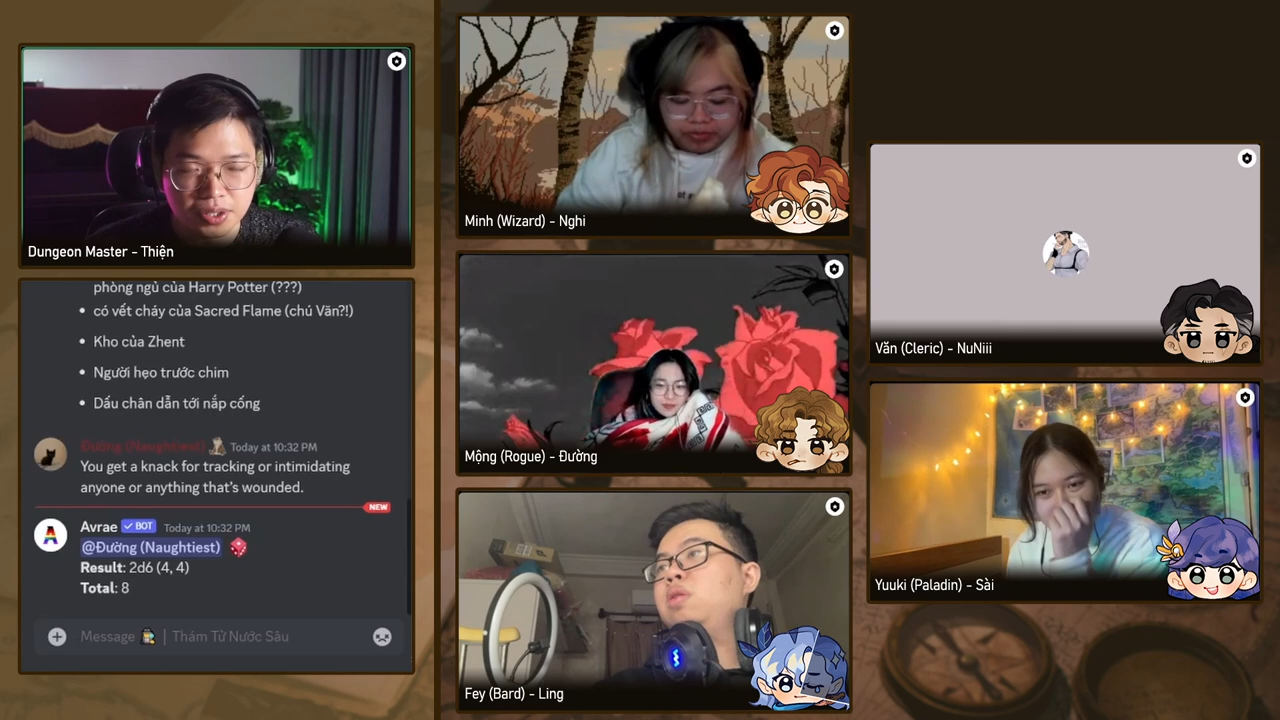 Dungeon Master - Thiện
phòng ngủ của Harry Potter (???)
có vết cháy của Sacred Flame (chú Văn?!)
Kho của Zhent
Người hẹo trước chim
Dấu chân dẫn tới nắp cống
Đường (Naughtiest) Today at 10:32 PM
You get a knack for tracking or intimidating
anyone or anything that's wounded.
NEW
Avrae BOT Today at 10:32 PM
@Đường (Naughtiest)
Result: 2d6 (4, 4)
Total: 8
Message | Thám Tử Nước Sâu
Minh (Wizard) - Nghi
Mộng (Rogue) - Đường
Fey (Bard) - Ling
Văn (Cleric) - NuNiii
Yuuki (Paladin) - Sài